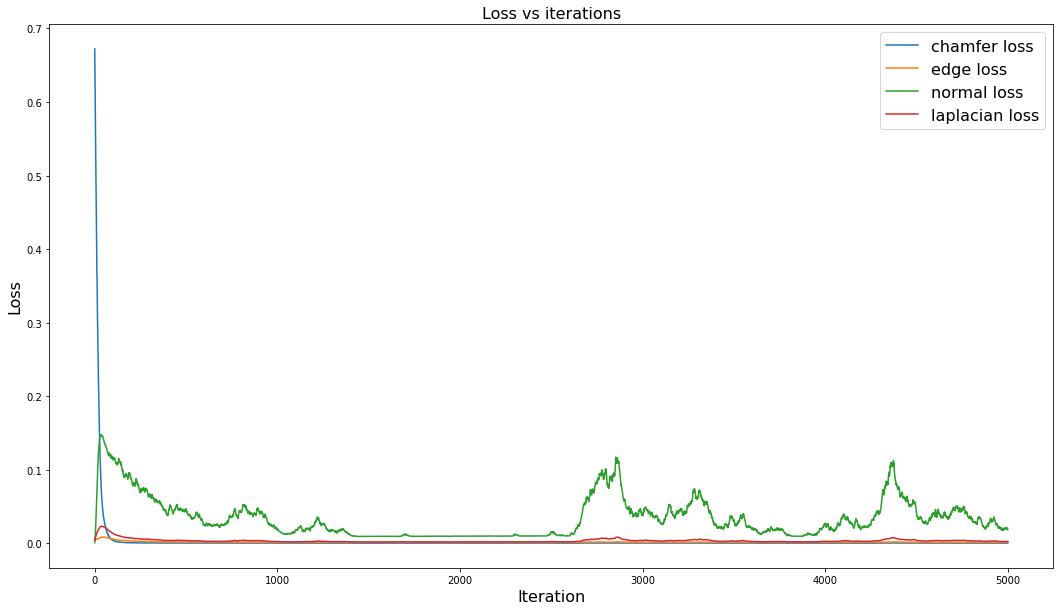 Loss vs iterations
chamfer loss
edge loss
normal loss
laplacian loss
Loss
0.7
0.6
0.5
0.4
0.3
0.2
0.1
0.0
0 1000 2000 3000 4000 5000
Iteration